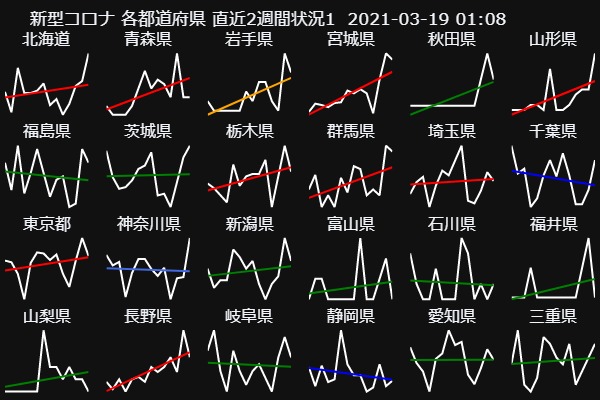 新型コロナ 各都道府県 直近2週間状況1 2021-03-19 01:08
北海道 青森県 岩手県 宮城県 秋田県 山形県
福島県 茨城県 栃木県 群馬県 埼玉県 千葉県
東京都 神奈川県 新潟県 富山県 石川県 福井県
山梨県 長野県 岐阜県 静岡県 愛知県 三重県